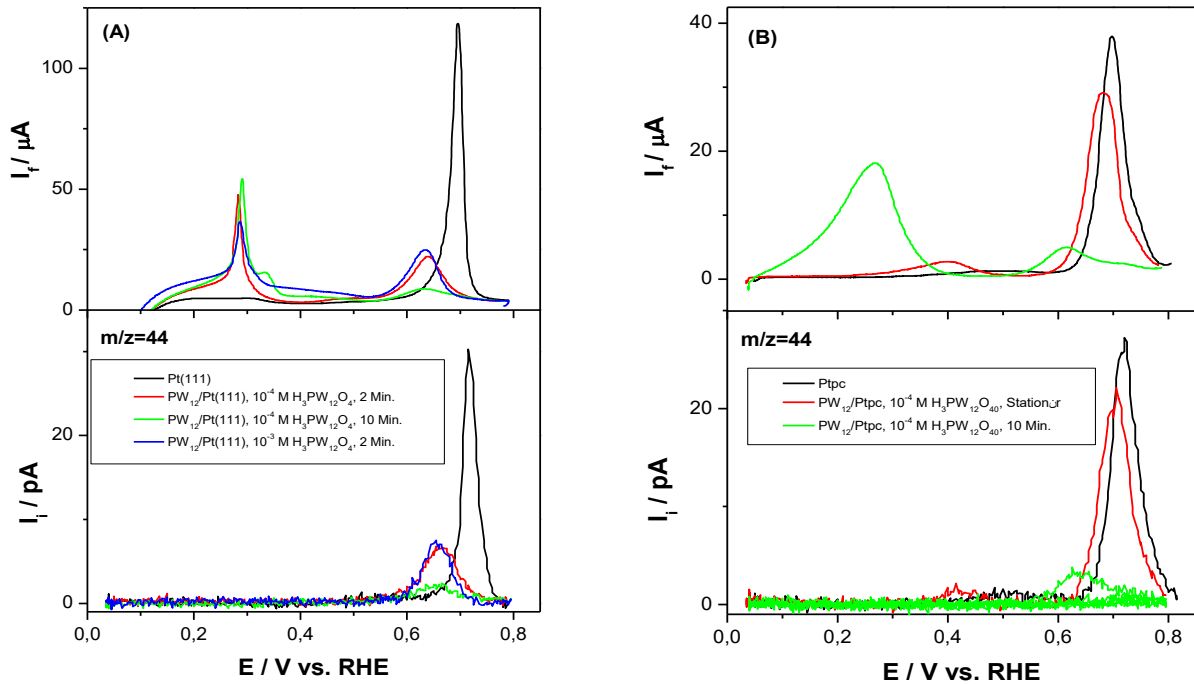 (A)
I_f / µA
100
50
0
m/z=44
Pt(111)
PW₁₂/Pt(111), 10⁻⁴ M H₃PW₁₂O₄, 2 Min.
PW₁₂/Pt(111), 10⁻⁴ M H₃PW₁₂O₄, 10 Min.
PW₁₂/Pt(111), 10⁻³ M H₃PW₁₂O₄, 2 Min.
I_i / pA
20
0
0,0 0,2 0,4 0,6 0,8
E / V vs. RHE
(B)
I_f / µA
40
20
0
m/z=44
Ptpc
PW₁₂/Ptpc, 10⁻⁴ M H₃PW₁₂O₄₀, Stationنr
PW₁₂/Ptpc, 10⁻⁴ M H₃PW₁₂O₄₀, 10 Min.
I_i / pA
20
0
0,0 0,2 0,4 0,6 0,8
E / V vs. RHE